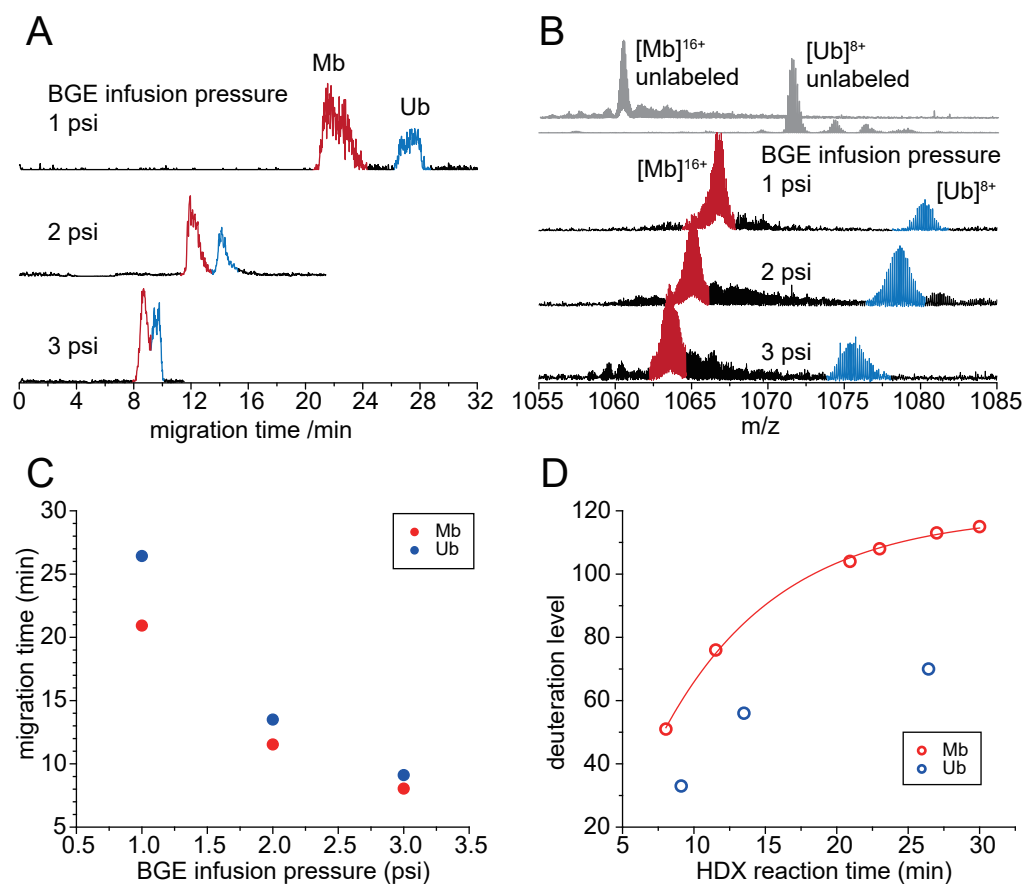 A
Mb
Ub
BGE infusion pressure
1 psi
2 psi
3 psi
0 4 8 12 16 20 24 28 32
migration time /min
B
[Mb]16+
unlabeled
[Ub]8+
unlabeled
BGE infusion pressure
[Mb]16+
1 psi
[Ub]8+
2 psi
3 psi
1055 1060 1065 1070 1075 1080 1085
m/z
C
30
25
20
15
10
5
migration time (min)
Mb
Ub
0.5 1.0 1.5 2.0 2.5 3.0 3.5
BGE infusion pressure (psi)
D
120
100
80
60
40
20
deuteration level
Mb
Ub
5 10 15 20 25 30
HDX reaction time (min)